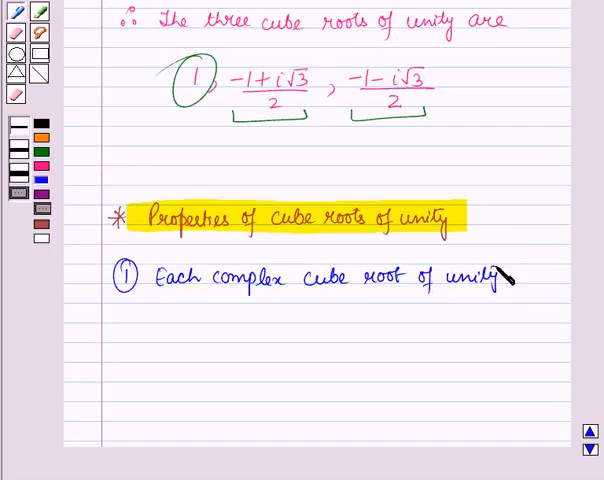 ∴ The three cube roots of unity are
1, (-1+i√3)/2, (-1-i√3)/2
* Properties of cube roots of unity
① Each complex cube root of unity